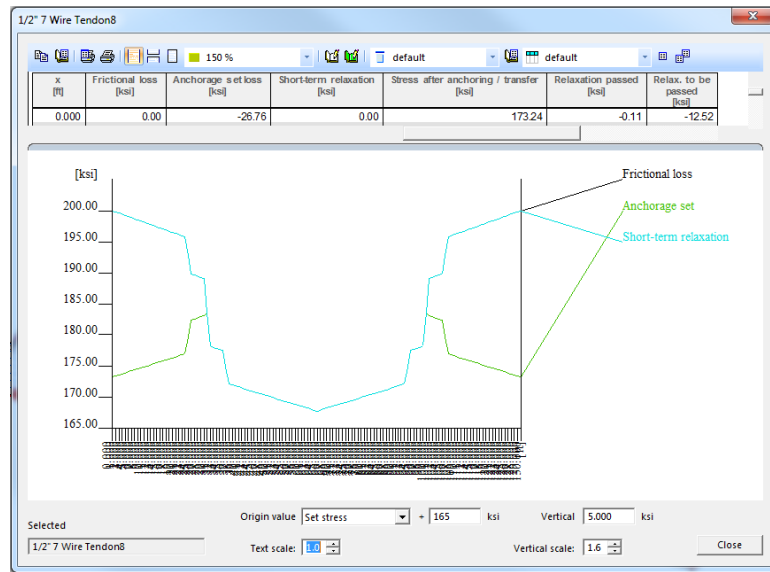 1/2" 7 Wire Tendon8
150 % default default
x Frictional loss Anchorage set loss Short-term relaxation Stress after anchoring / transfer Relaxation passed Relax. to be
[ft] [ksi] [ksi] [ksi] [ksi] [ksi] passed
[ksi]
0.000 0.00 -26.76 0.00 173.24 -0.11 -12.52
[ksi] Frictional loss
200.00 Anchorage set
195.00 Short-term relaxation
190.00
185.00
180.00
175.00
170.00
165.00
Origin value Set stress + 165 ksi Vertical 5.000 ksi
Selected
1/2" 7 Wire Tendon8 Text scale: 1.0 Vertical scale: 1.6 Close